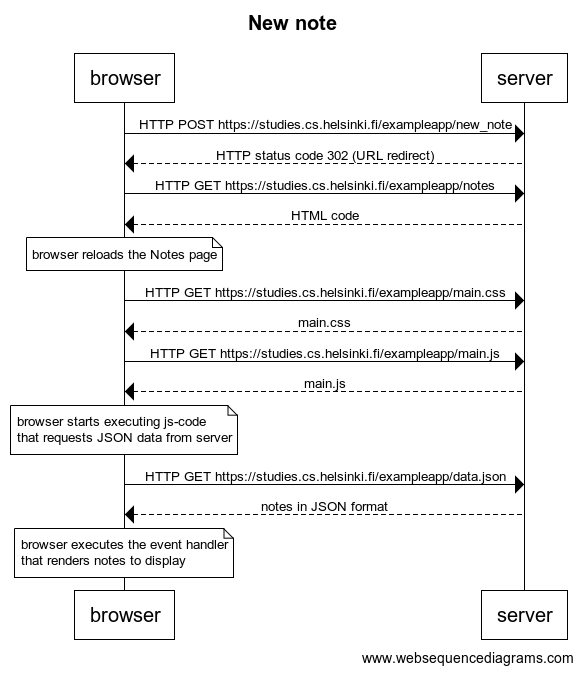 New note
browser
server
HTTP POST https://studies.cs.helsinki.fi/exampleapp/new_note
HTTP status code 302 (URL redirect)
HTTP GET https://studies.cs.helsinki.fi/exampleapp/notes
HTML code
browser reloads the Notes page
HTTP GET https://studies.cs.helsinki.fi/exampleapp/main.css
main.css
HTTP GET https://studies.cs.helsinki.fi/exampleapp/main.js
main.js
browser starts executing js-code
that requests JSON data from server
HTTP GET https://studies.cs.helsinki.fi/exampleapp/data.json
notes in JSON format
browser executes the event handler
that renders notes to display
browser
server
www.websequencediagrams.com